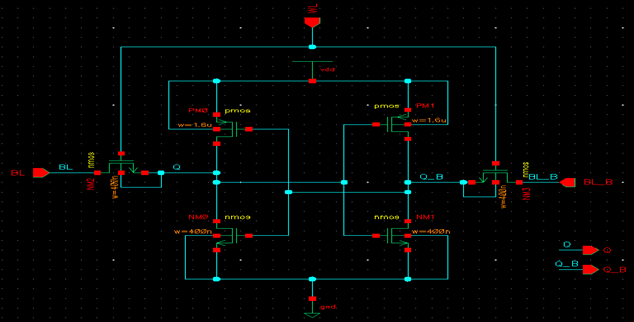 WL
vdd
PM0 pmos
w=1.6u
pmos PM1
w=1.6u
BL BL
nmos
NM2
w=400n
Q
Q_B
nmos
NM3
w=400n
BL_B BL_B
NM0 nmos
w=400n
nmos NM1
w=400n
Q Q
Q_B Q_B
gnd